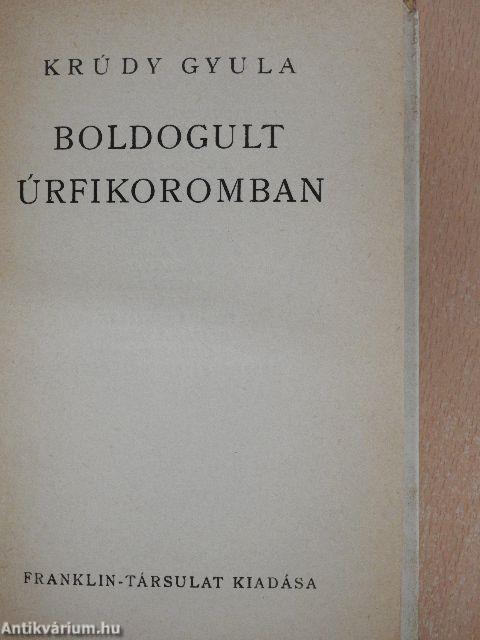 KRÚDY GYULA
BOLDOGULT
ÚRFIKOROMBAN
FRANKLIN-TÁRSULAT KIADÁSA
Antikvárium.hu